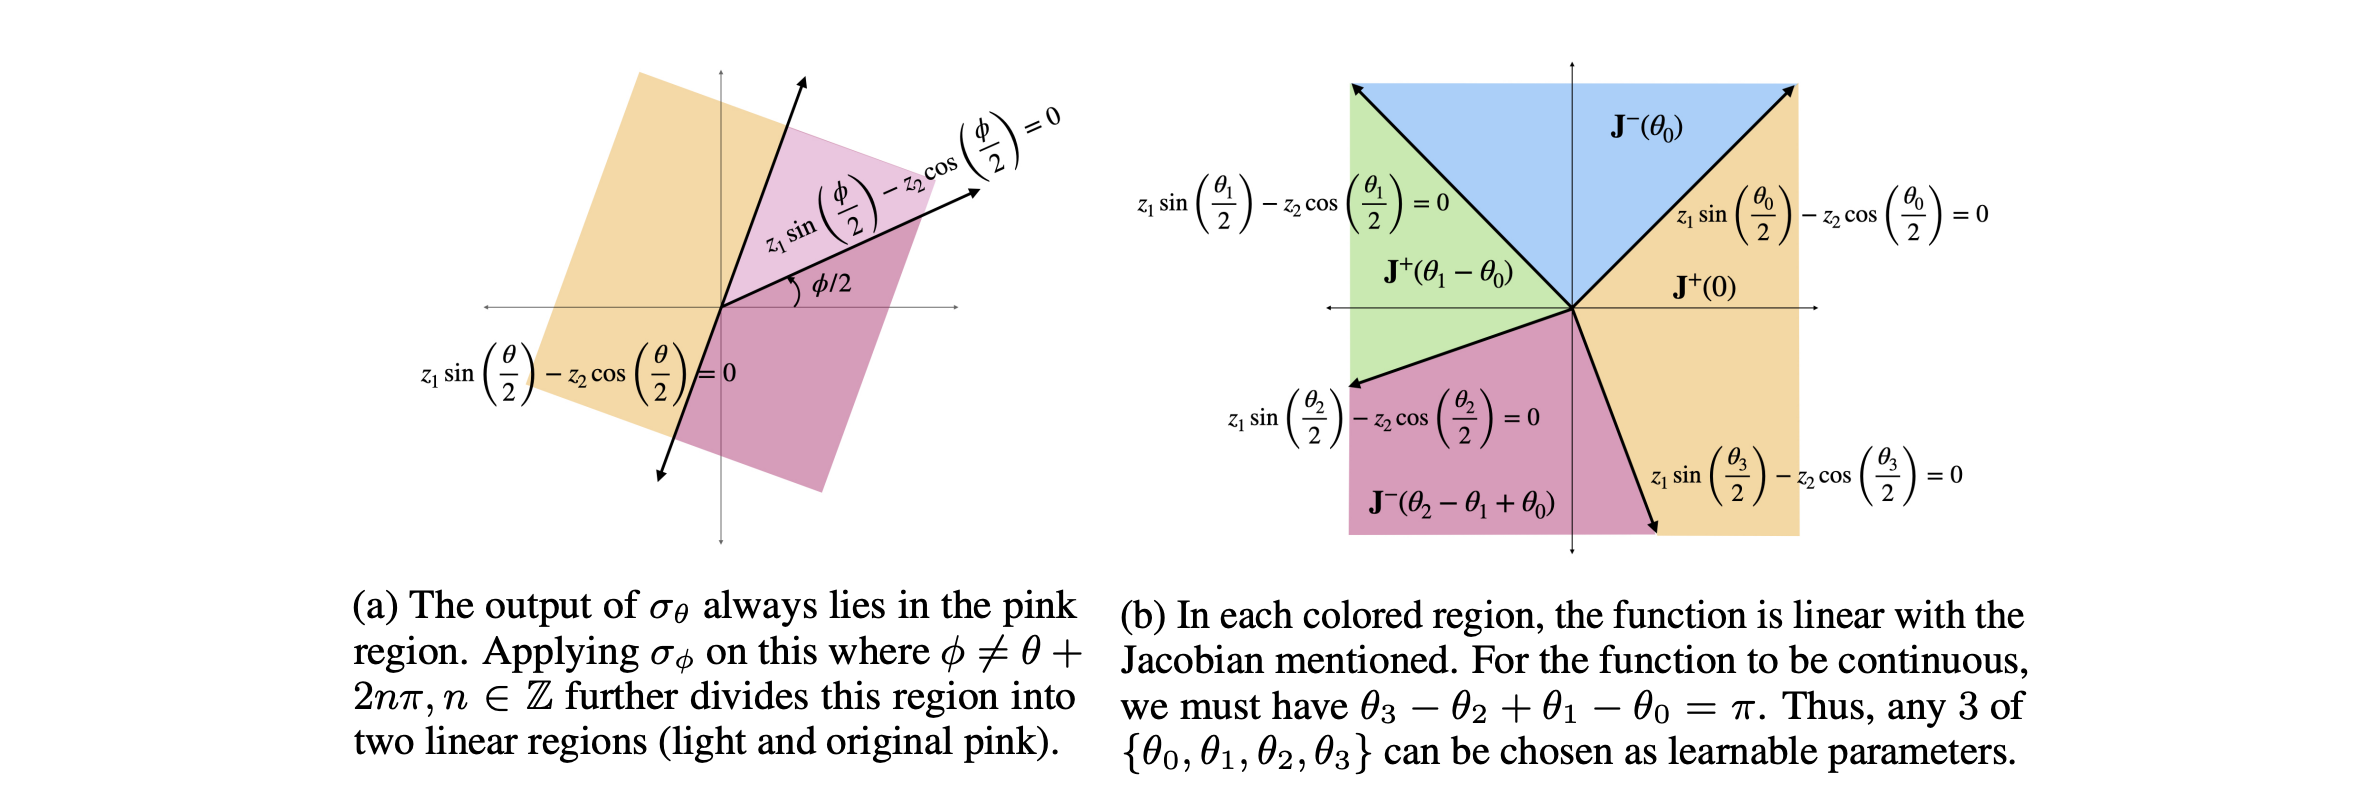 z₁ sin(ϕ/2) − z₂ cos(ϕ/2) = 0
ϕ/2
z₁ sin(θ/2) − z₂ cos(θ/2) = 0
(a) The output of σ_θ always lies in the pink
region. Applying σ_ϕ on this where ϕ ≠ θ +
2nπ, n ∈ ℤ further divides this region into
two linear regions (light and original pink).
J⁻(θ₀)
z₁ sin(θ₁/2) − z₂ cos(θ₁/2) = 0
z₁ sin(θ₀/2) − z₂ cos(θ₀/2) = 0
J⁺(θ₁ − θ₀)
J⁺(0)
z₁ sin(θ₂/2) − z₂ cos(θ₂/2) = 0
z₁ sin(θ₃/2) − z₂ cos(θ₃/2) = 0
J⁻(θ₂ − θ₁ + θ₀)
(b) In each colored region, the function is linear with the
Jacobian mentioned. For the function to be continuous,
we must have θ₃ − θ₂ + θ₁ − θ₀ = π. Thus, any 3 of
{θ₀, θ₁, θ₂, θ₃} can be chosen as learnable parameters.